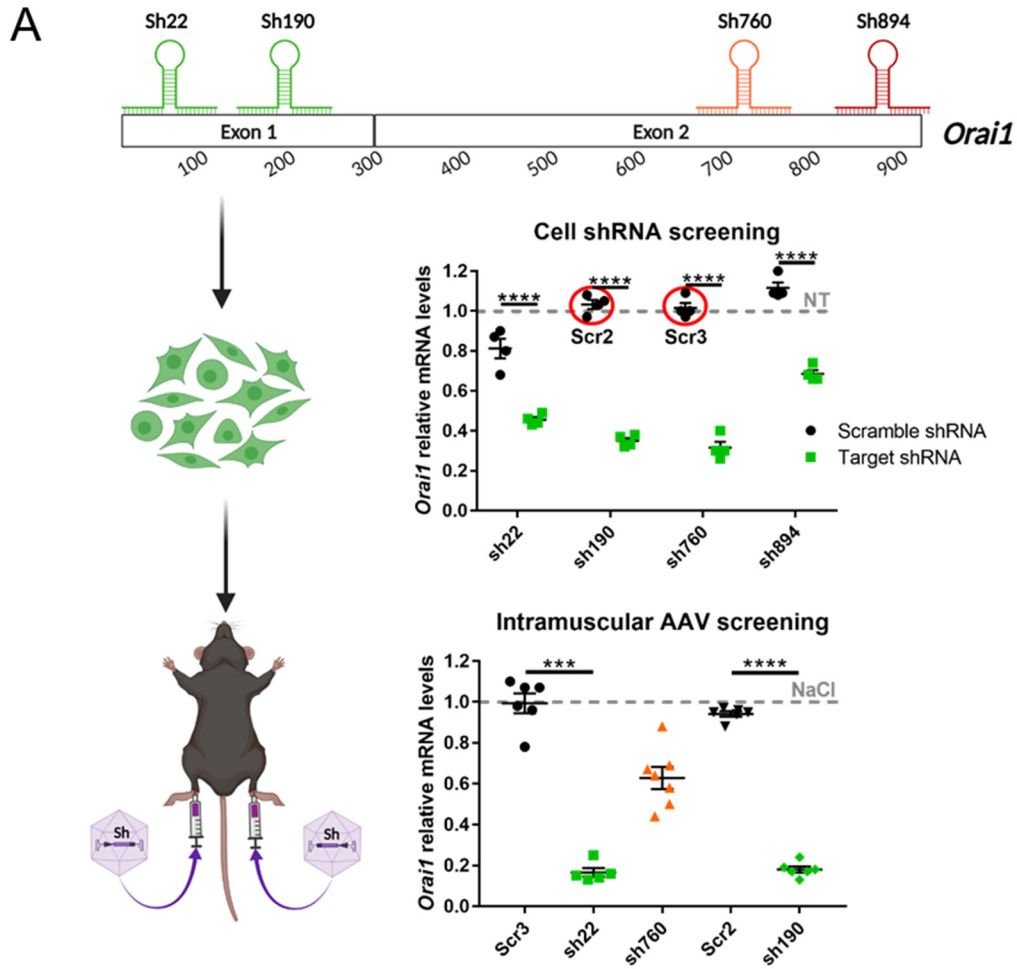 A
Sh22 Sh190 Sh760 Sh894
Exon 1 Exon 2 Orai1
100 200 300 400 500 600 700 800 900
Cell shRNA screening
Orai1 relative mRNA levels
1.2
1.0
0.8
0.6
0.4
0.2
0.0
**** **** **** ****
NT
Scr2 Scr3
Scramble shRNA
Target shRNA
sh22 sh190 sh760 sh894
Intramuscular AAV screening
Orai1 relative mRNA levels
1.2
1.0
0.8
0.6
0.4
0.2
0.0
*** ****
NaCl
Sh Sh
Scr3 sh22 sh760 Scr2 sh190